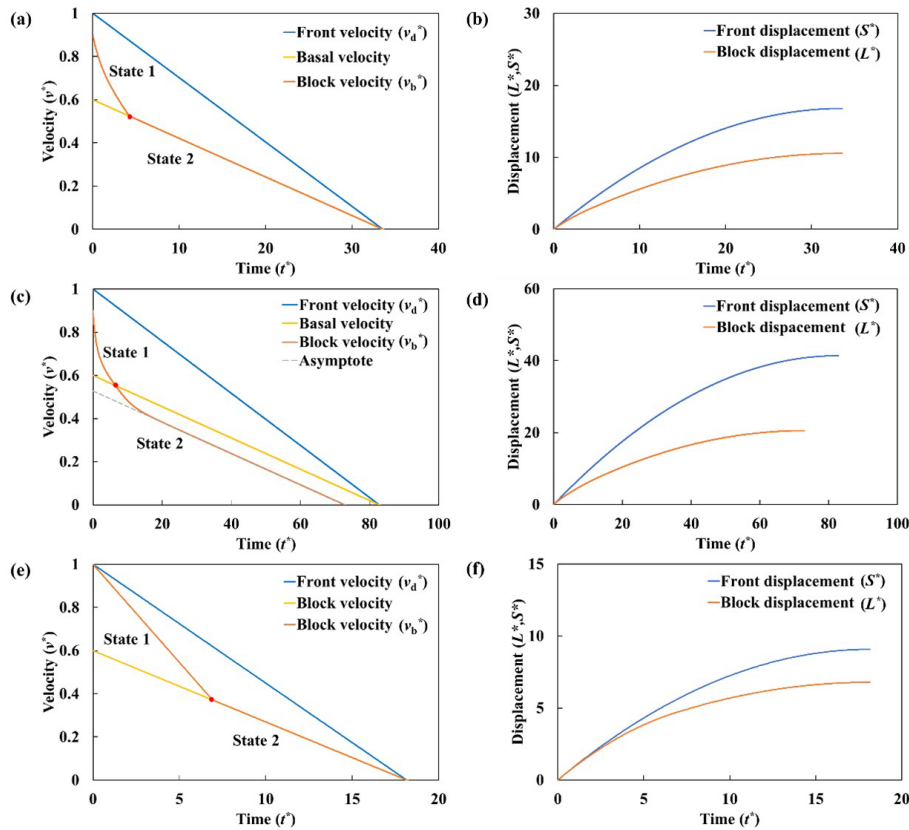 (a)
Velocity (v*)
1
0.8
0.6
0.4
0.2
0
0 10 20 30 40
Time (t*)
Front velocity (vd*)
Basal velocity
Block velocity (vb*)
State 1
State 2
(b)
Displacement (L*,S*)
30
20
10
0
0 10 20 30 40
Time (t*)
Front displacement (S*)
Block displacement (L*)
(c)
Velocity (v*)
1
0.8
0.6
0.4
0.2
0
0 20 40 60 80 100
Time (t*)
Front velocity (vd*)
Basal velocity
Block velocity (vb*)
Asymptote
State 1
State 2
(d)
Displacement (L*,S*)
60
40
20
0
0 20 40 60 80 100
Time (t*)
Front displacement (S*)
Block dispacement (L*)
(e)
Velocity (v*)
1
0.8
0.6
0.4
0.2
0
0 5 10 15 20
Time (t*)
Front velocity (vd*)
Block velocity
Block velocity (vb*)
State 1
State 2
(f)
Displacement (L*,S*)
15
10
5
0
0 5 10 15 20
Time (t*)
Front displacement (S*)
Block displacement (L*)